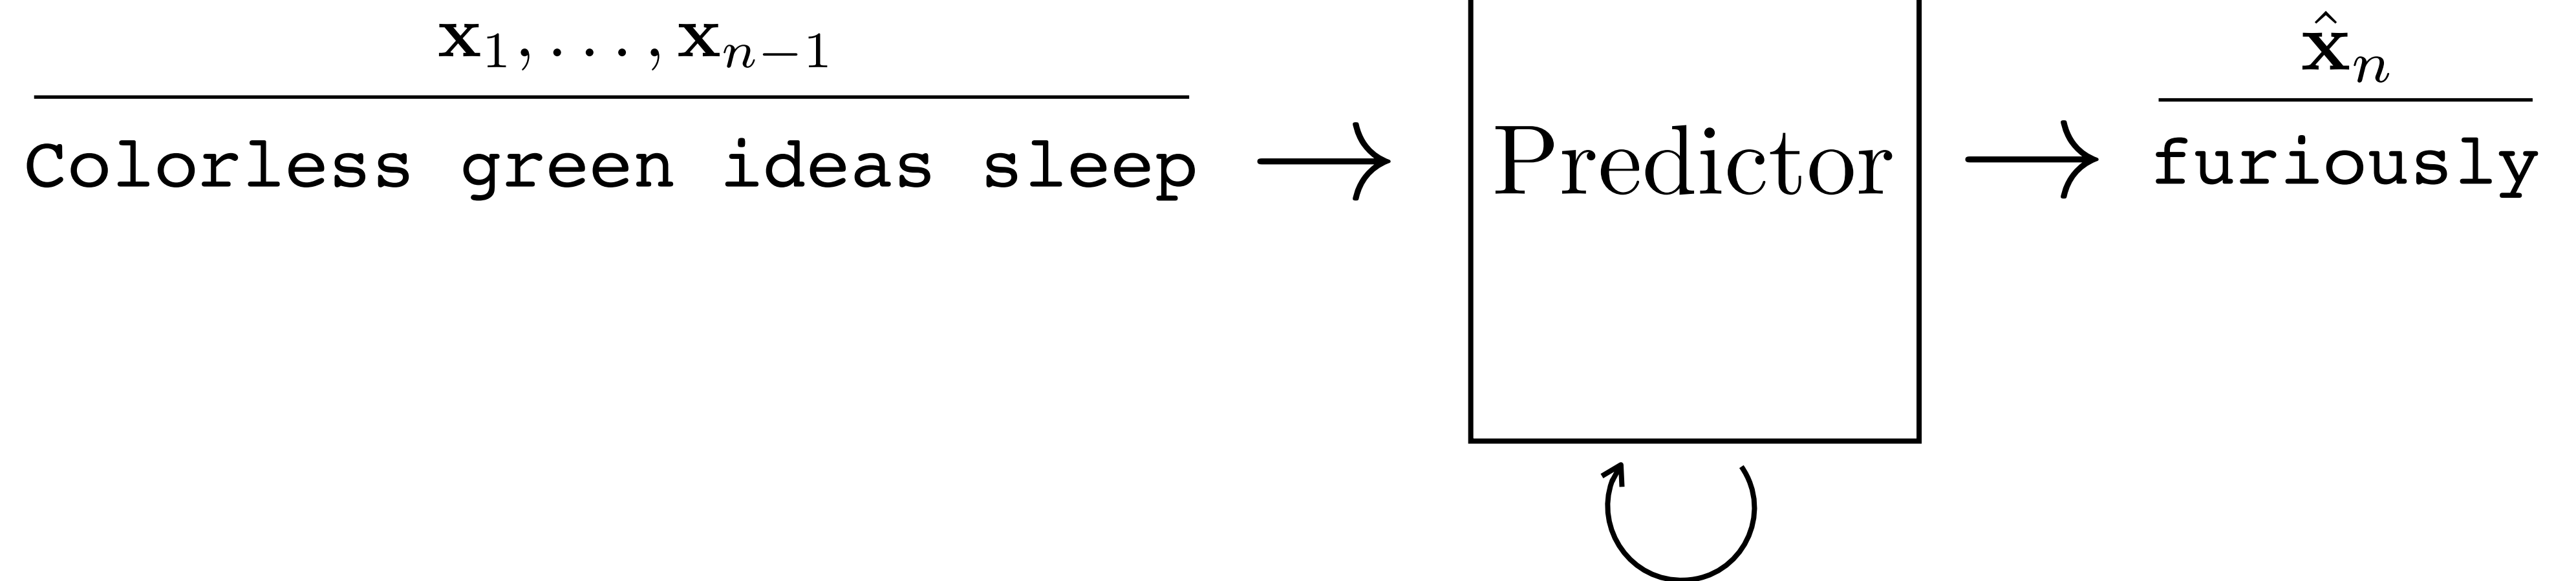 x₁, . . . , xₙ₋₁
Colorless green ideas sleep
Predictor
x̂ₙ
furiously